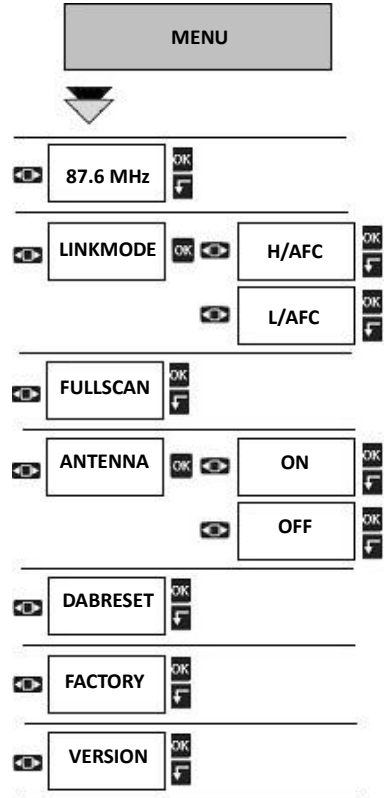 MENU
87.6 MHz
OK
LINKMODE
OK
H/AFC
OK
L/AFC
OK
FULLSCAN
OK
ANTENNA
OK
ON
OK
OFF
OK
DABRESET
OK
FACTORY
OK
VERSION
OK